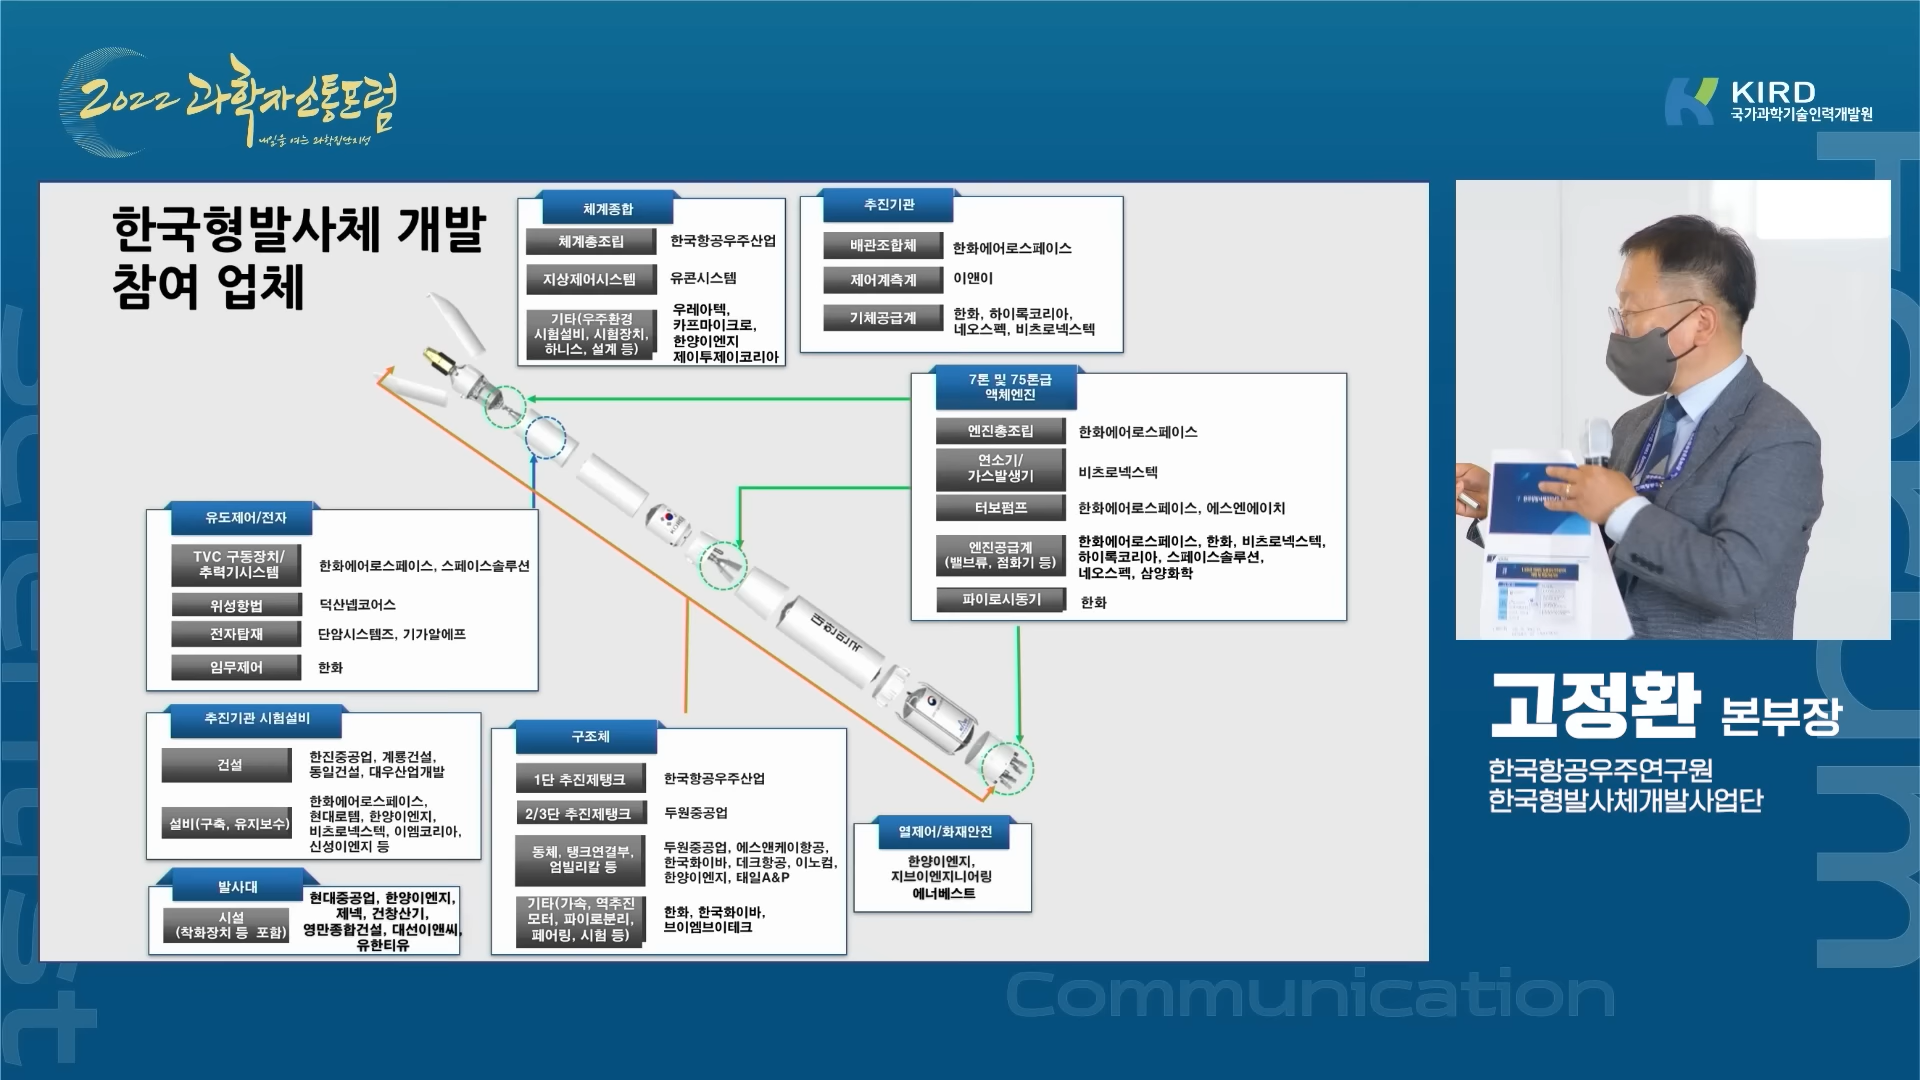 2022 과학자소통포럼
내일을 여는 과학집단지성
KIRD
국가과학기술인력개발원
한국형발사체 개발
참여 업체
체계종합
체계총조립
한국항공우주산업
지상제어시스템
유콘시스템
기타(우주환경
시험설비, 시험장치,
하니스, 설계 등)
우레아텍,
카프마이크로,
한양이엔지
제이투제이코리아
추진기관
배관조합체
한화에어로스페이스
제어계측계
이앤이
기체공급계
한화, 하이록코리아,
네오스펙, 비츠로넥스텍
7톤 및 75톤급
액체엔진
엔진총조립
한화에어로스페이스
연소기/
가스발생기
비츠로넥스텍
터보펌프
한화에어로스페이스, 에스엔에이치
엔진공급계
(밸브류, 점화기 등)
한화에어로스페이스, 한화, 비츠로넥스텍,
하이록코리아, 스페이스솔루션,
네오스펙, 삼양화학
파이로시동기
한화
유도제어/전자
TVC 구동장치/
추력기시스템
한화에어로스페이스, 스페이스솔루션
위성항법
덕산넵코어스
전자탑재
단암시스템즈, 기가알에프
임무제어
한화
대한민국
추진기관 시험설비
건설
한진중공업, 계룡건설,
동일건설, 대우산업개발
설비(구축, 유지보수)
한화에어로스페이스,
현대로템, 한양이엔지,
비츠로넥스텍, 이엠코리아,
신성이엔지 등
발사대
시설
(착화장치 등 포함)
현대중공업, 한양이엔지,
제넥, 건창산기,
영만종합건설, 대선이앤씨,
유한티유
구조체
1단 추진제탱크
한국항공우주산업
2/3단 추진제탱크
두원중공업
동체, 탱크연결부,
엄빌리칼 등
두원중공업, 에스앤케이항공,
한국화이바, 데크항공, 이노컴,
한양이엔지, 태일A&P
기타(가속, 역추진
모터, 파이로분리,
페어링, 시험 등)
한화, 한국화이바,
브이엠브이테크
열제어/화재안전
한양이엔지,
지브이엔지니어링
에너베스트
고정환 본부장
한국항공우주연구원
한국형발사체개발사업단
Communication